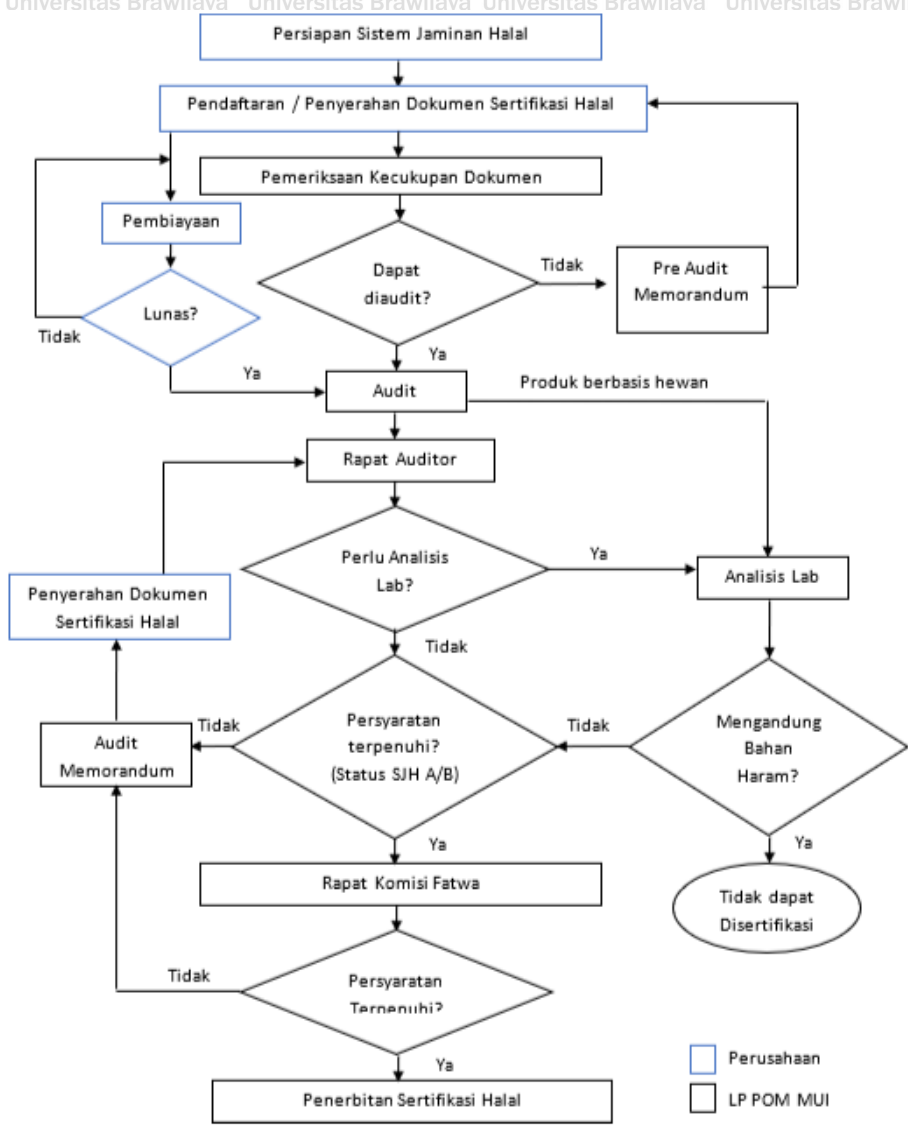 Universitas Brawijaya Universitas Brawijaya Universitas Brawijaya Universitas Brawi
Persiapan Sistem Jaminan Halal
Pendaftaran / Penyerahan Dokumen Sertifikasi Halal
Pemeriksaan Kecukupan Dokumen
Pembiayaan
Dapat
diaudit?
Tidak
Pre Audit
Memorandum
Lunas?
Tidak
Ya
Ya
Audit
Produk berbasis hewan
Rapat Auditor
Perlu Analisis
Lab?
Ya
Analisis Lab
Penyerahan Dokumen
Sertifikasi Halal
Tidak
Persyaratan
terpenuhi?
(Status SJH A/B)
Tidak
Tidak
Mengandung
Bahan
Haram?
Audit
Memorandum
Ya
Ya
Rapat Komisi Fatwa
Tidak dapat
Disertifikasi
Tidak
Persyaratan
Terpenuhi?
Ya
Penerbitan Sertifikasi Halal
Perusahaan
LP POM MUI